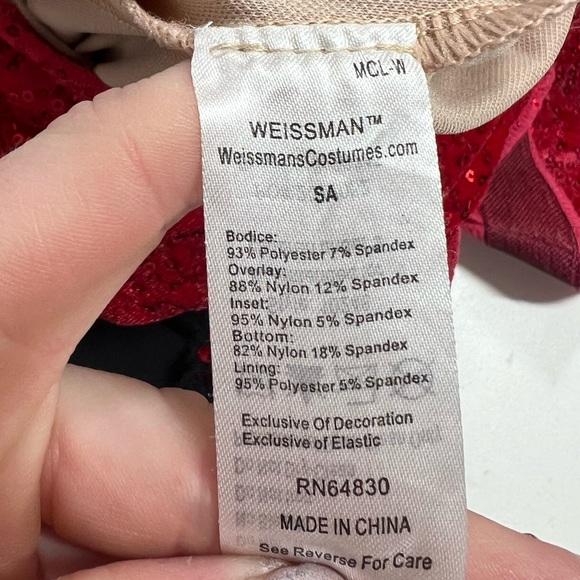 MCL-W
WEISSMAN™
WeissmansCostumes.com
SA
Bodice:
93% Polyester 7% Spandex
Overlay:
88% Nylon 12% Spandex
Inset:
95% Nylon 5% Spandex
Bottom:
82% Nylon 18% Spandex
Lining:
95% Polyester 5% Spandex
Exclusive Of Decoration
Exclusive of Elastic
RN64830
MADE IN CHINA
See Reverse For Care